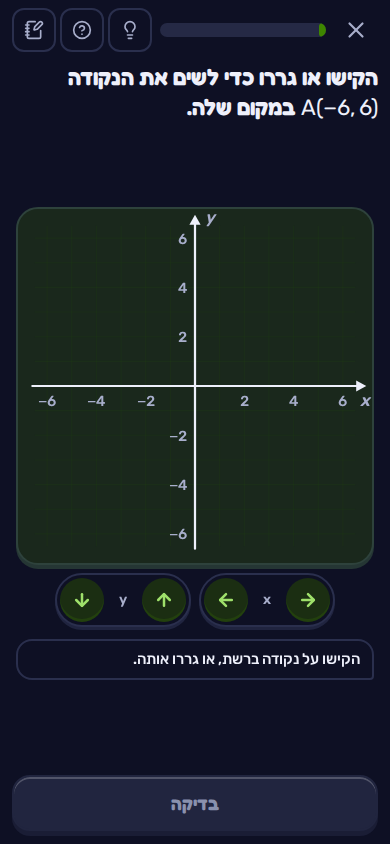 הקישו או גררו כדי לשים את הנקודה
A(−6, 6) במקום שלה.
y
6
4
2
−6 −4 −2 2 4 6 x
−2
−4
−6
y x
הקישו על נקודה ברשת, או גררו אותה.
בדיקה